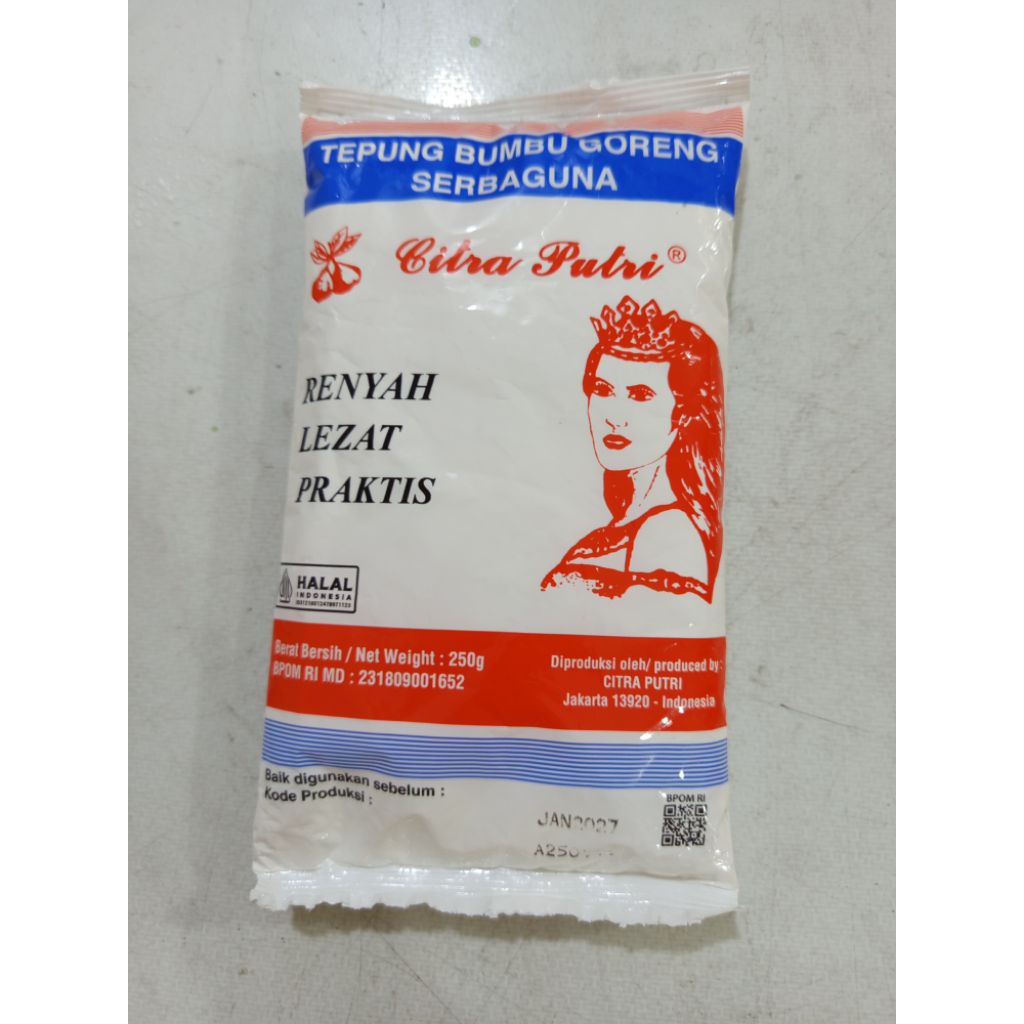 TEPUNG BUMBU GORENG
SERBAGUNA
Citra Putri ®
RENYAH
LEZAT
PRAKTIS
HALAL
INDONESIA
Berat Bersih / Net Weight : 250g
BPOM RI MD : 231809001652
Diproduksi oleh/ produced by :
CITRA PUTRI
Jakarta 13920 - Indonesia
Baik digunakan sebelum :
Kode Produksi :
JAN2027
BPOM RI